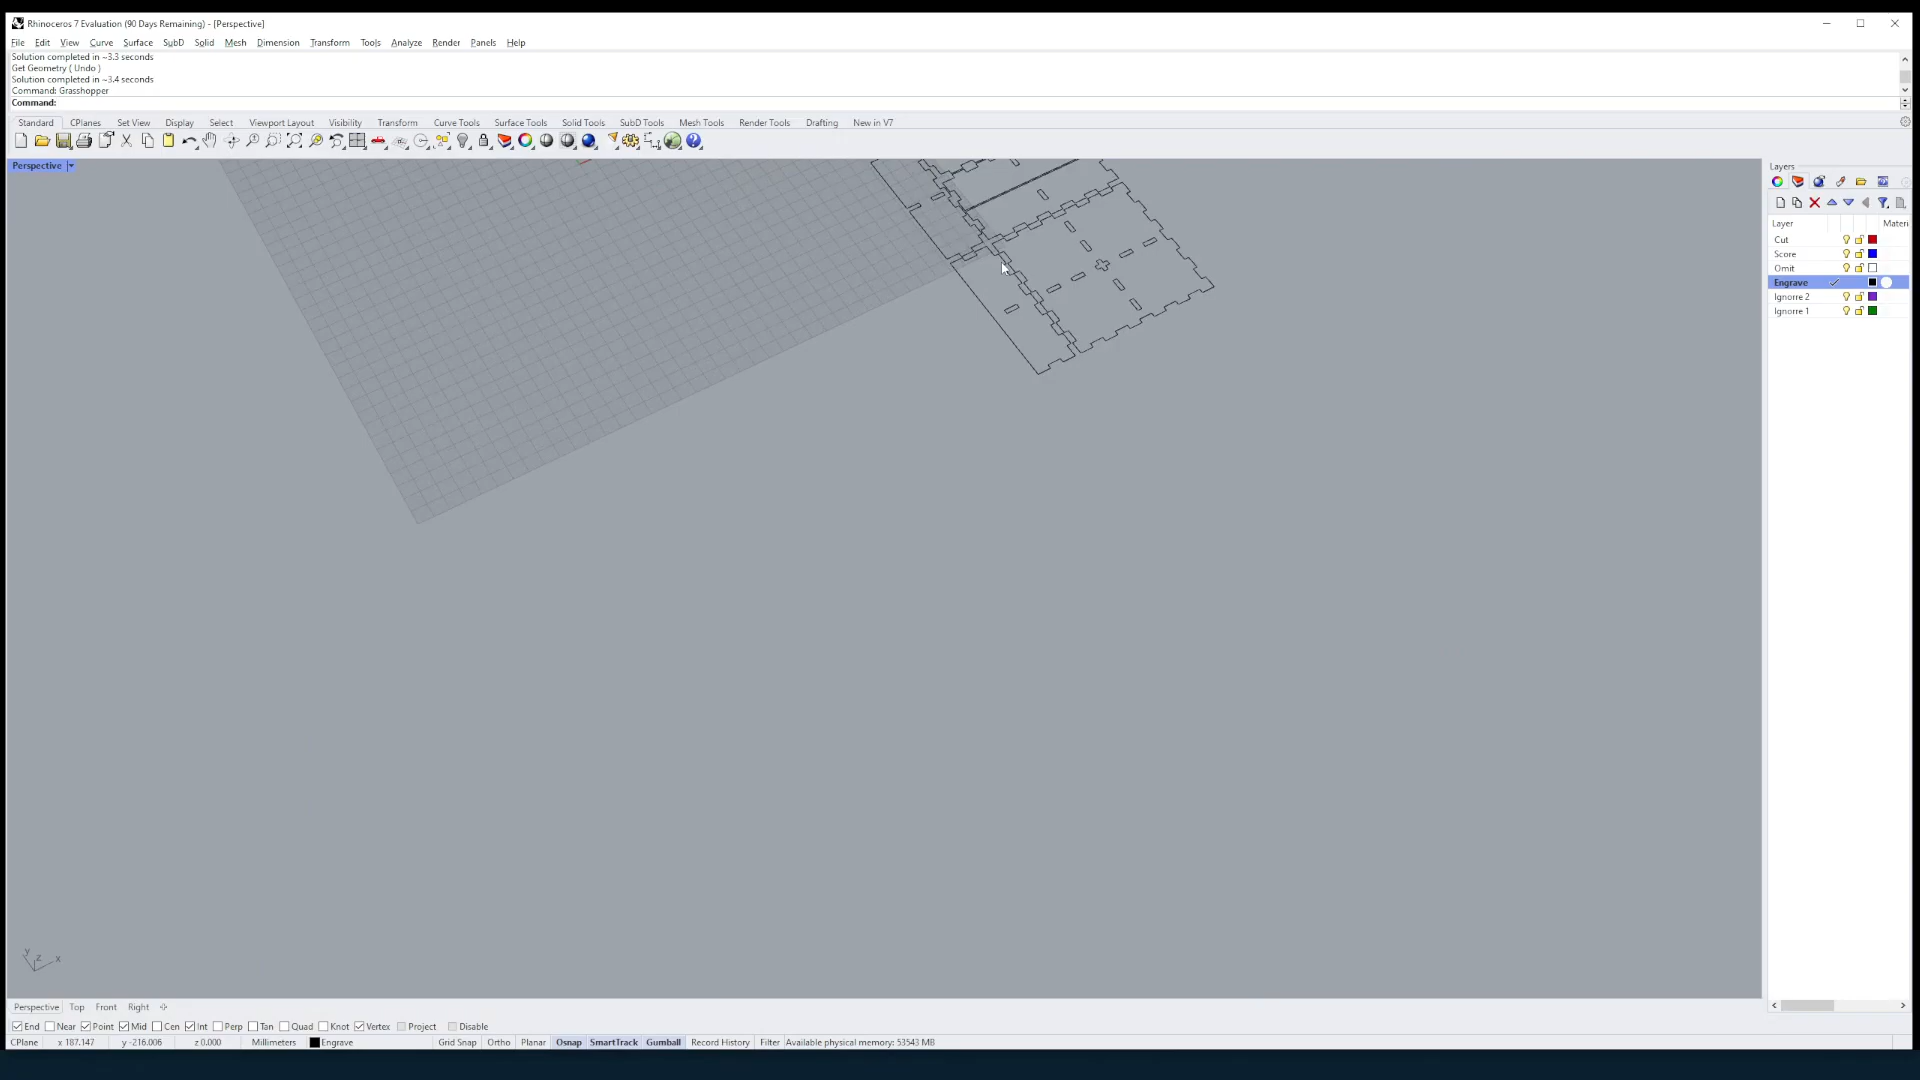 Rhinoceros 7 Evaluation (90 Days Remaining) - [Perspective]
File Edit View Curve Surface SubD Solid Mesh Dimension Transform Tools Analyze Render Panels Help
Solution completed in ~3.3 seconds
Get Geometry ( Undo )
Solution completed in ~3.4 seconds
Command: Grasshopper
Command:
Standard CPlanes Set View Display Select Viewport Layout Visibility Transform Curve Tools Surface Tools Solid Tools SubD Tools Mesh Tools Render Tools Drafting New in V7
Perspective
Layers
Layer Materi
Cut
Score
Omit
Engrave
Ignorre 2
Ignorre 1
y z x
Perspective Top Front Right
End Near Point Mid Cen Int Perp Tan Quad Knot Vertex Project Disable
CPlane x 187.147 y -216.006 z 0.000 Millimeters Engrave Grid Snap Ortho Planar Osnap SmartTrack Gumball Record History Filter Available physical memory: 53543 MB